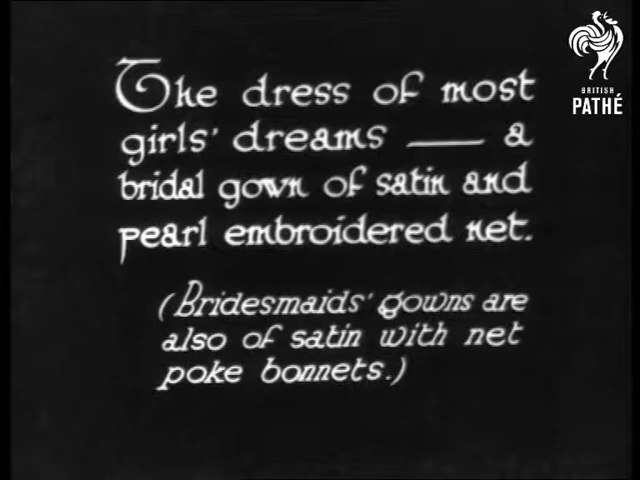 The dress of most
girls' dreams — a
bridal gown of satin and
pearl embroidered net.
(Bridesmaids' gowns are
also of satin with net
poke bonnets.)
BRITISH
PATHÉ